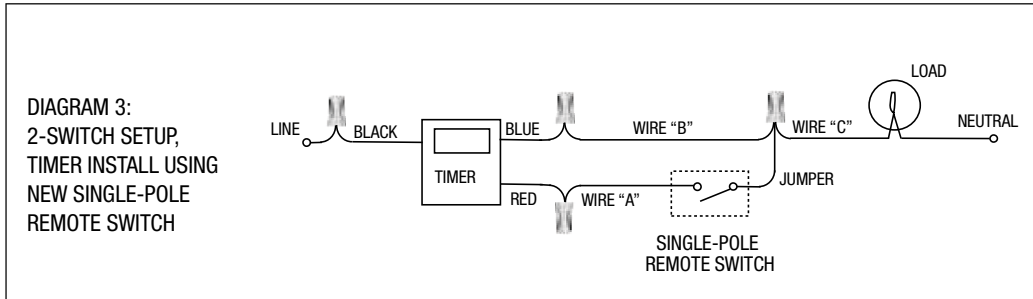 DIAGRAM 3:
2-SWITCH SETUP,
TIMER INSTALL USING
NEW SINGLE-POLE
REMOTE SWITCH
LINE
BLACK
TIMER
BLUE
RED
WIRE “B”
WIRE “A”
WIRE “C”
JUMPER
SINGLE-POLE
REMOTE SWITCH
LOAD
NEUTRAL